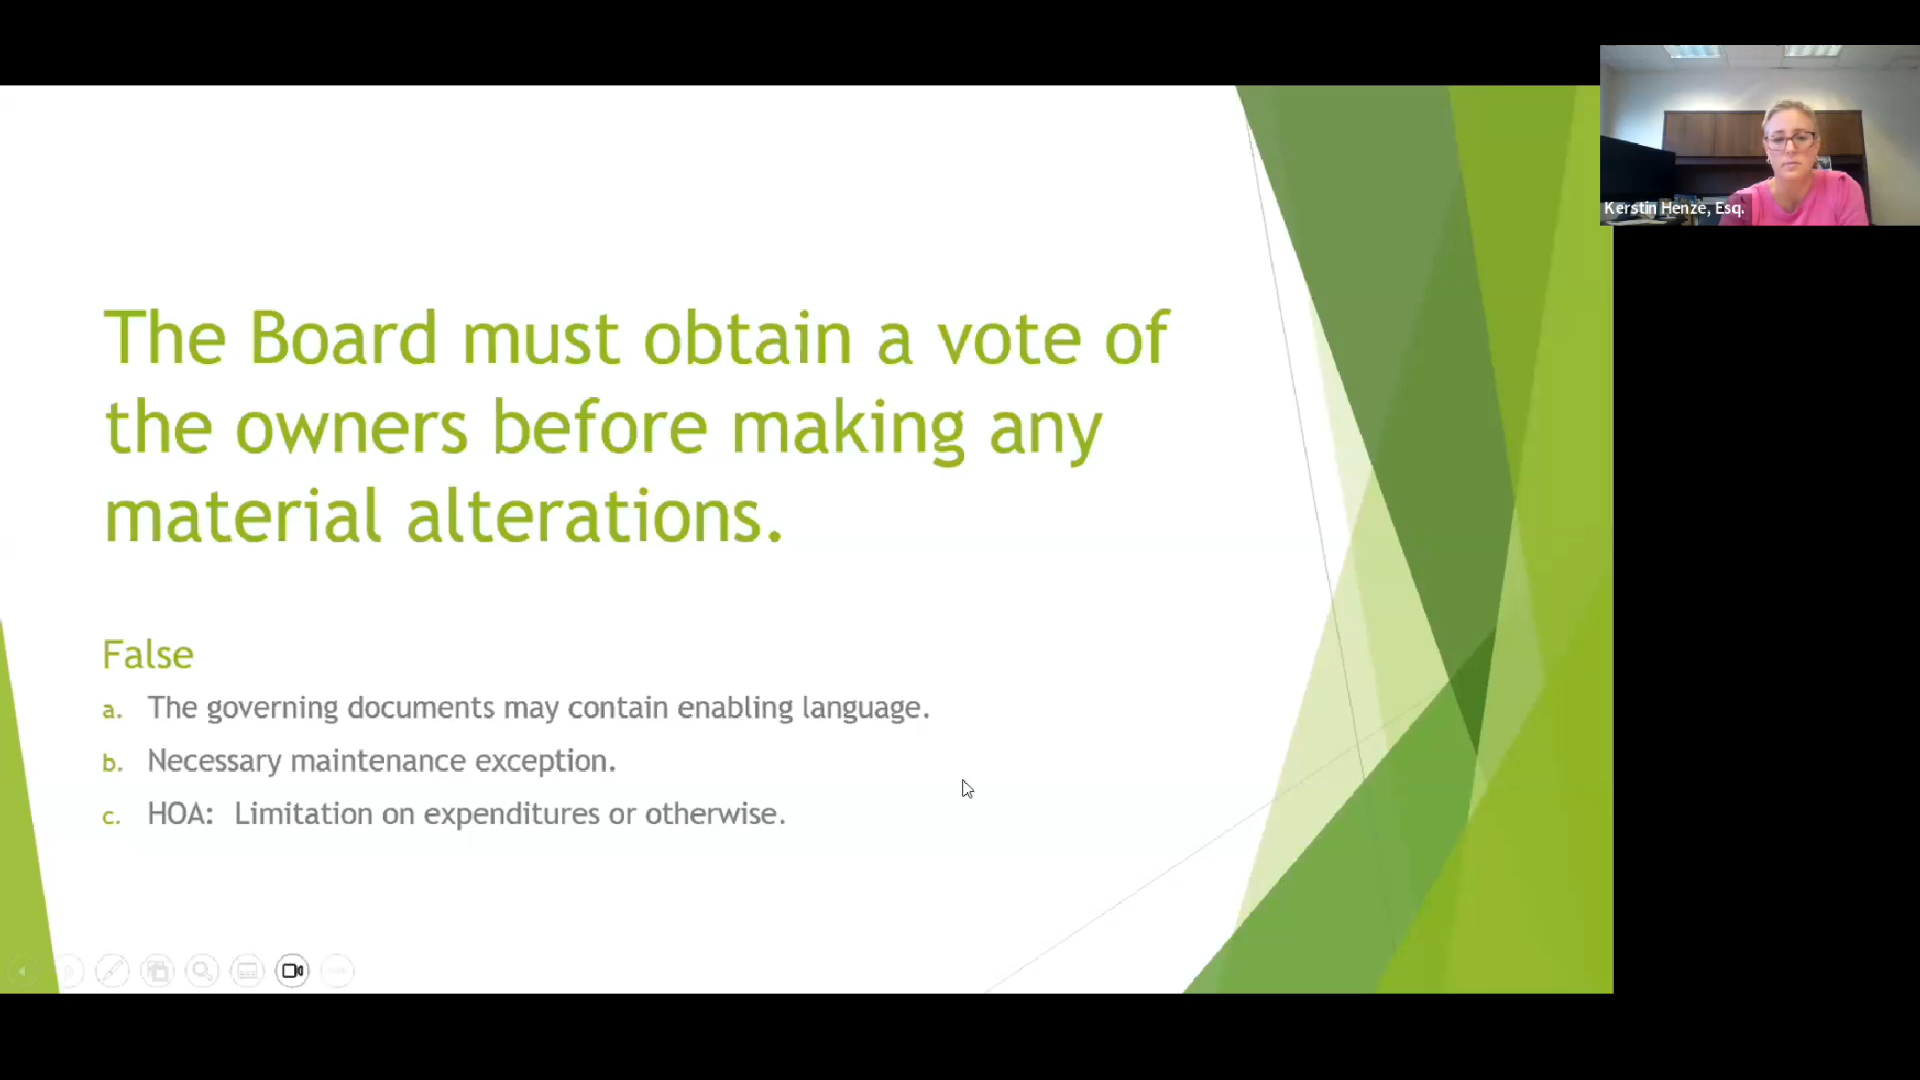 Kerstin Henze, Esq.
The Board must obtain a vote of
the owners before making any
material alterations.
False
a. The governing documents may contain enabling language.
b. Necessary maintenance exception.
c. HOA: Limitation on expenditures or otherwise.